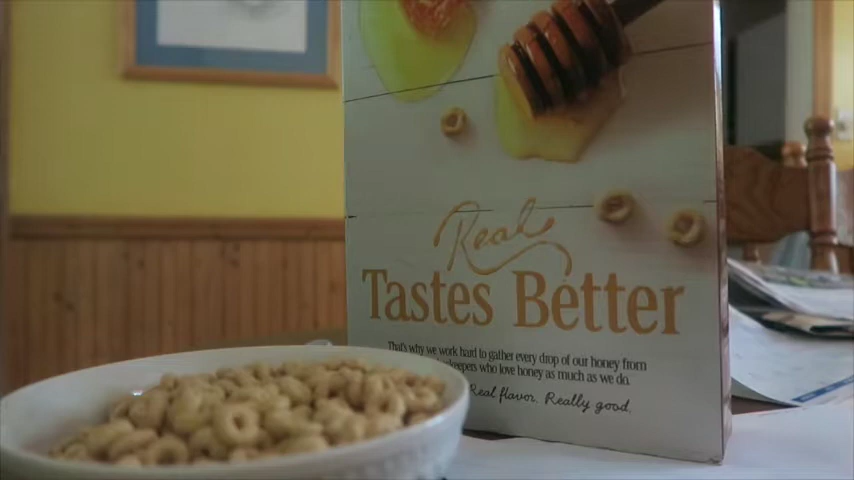 Real
Tastes Better
That's why we work hard to gather every drop of our honey from
who love honey as much as we do.
Real flavor. Really good.